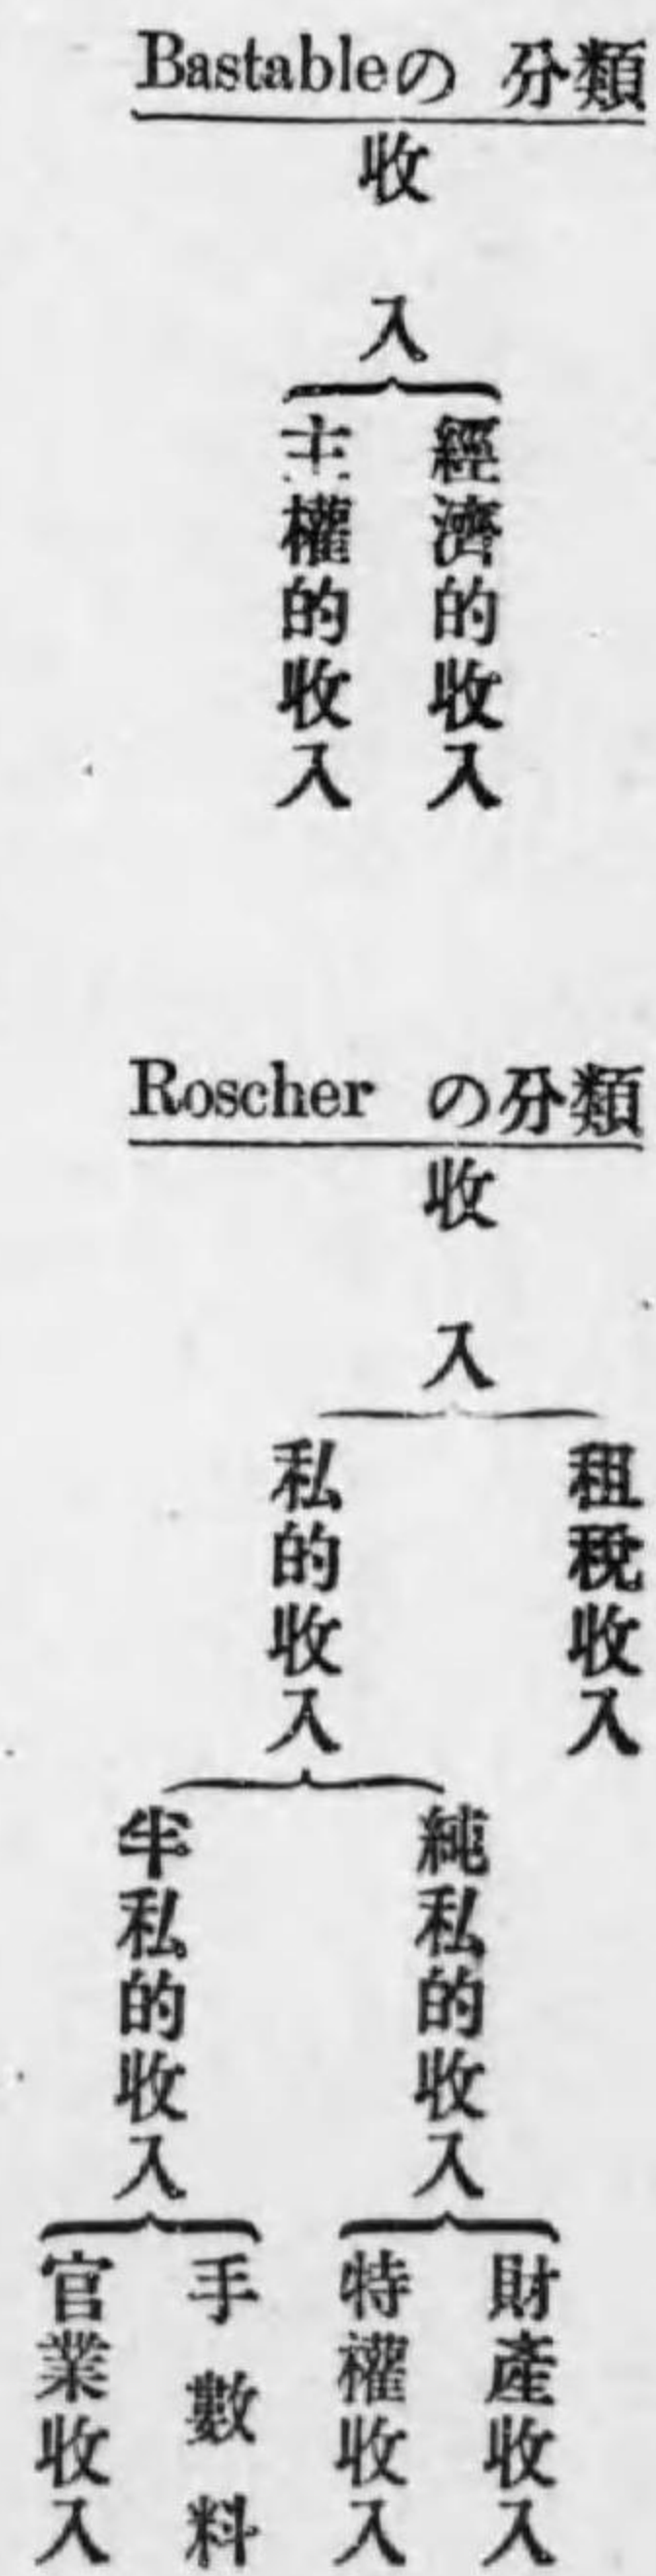 Bastableの分類
收入
經濟的收入
主權的收入
Roscher の分類
收入
租稅收入
私的收入
純私的收入
半私的收入
財產收入
特權收入
手數料
官業收入